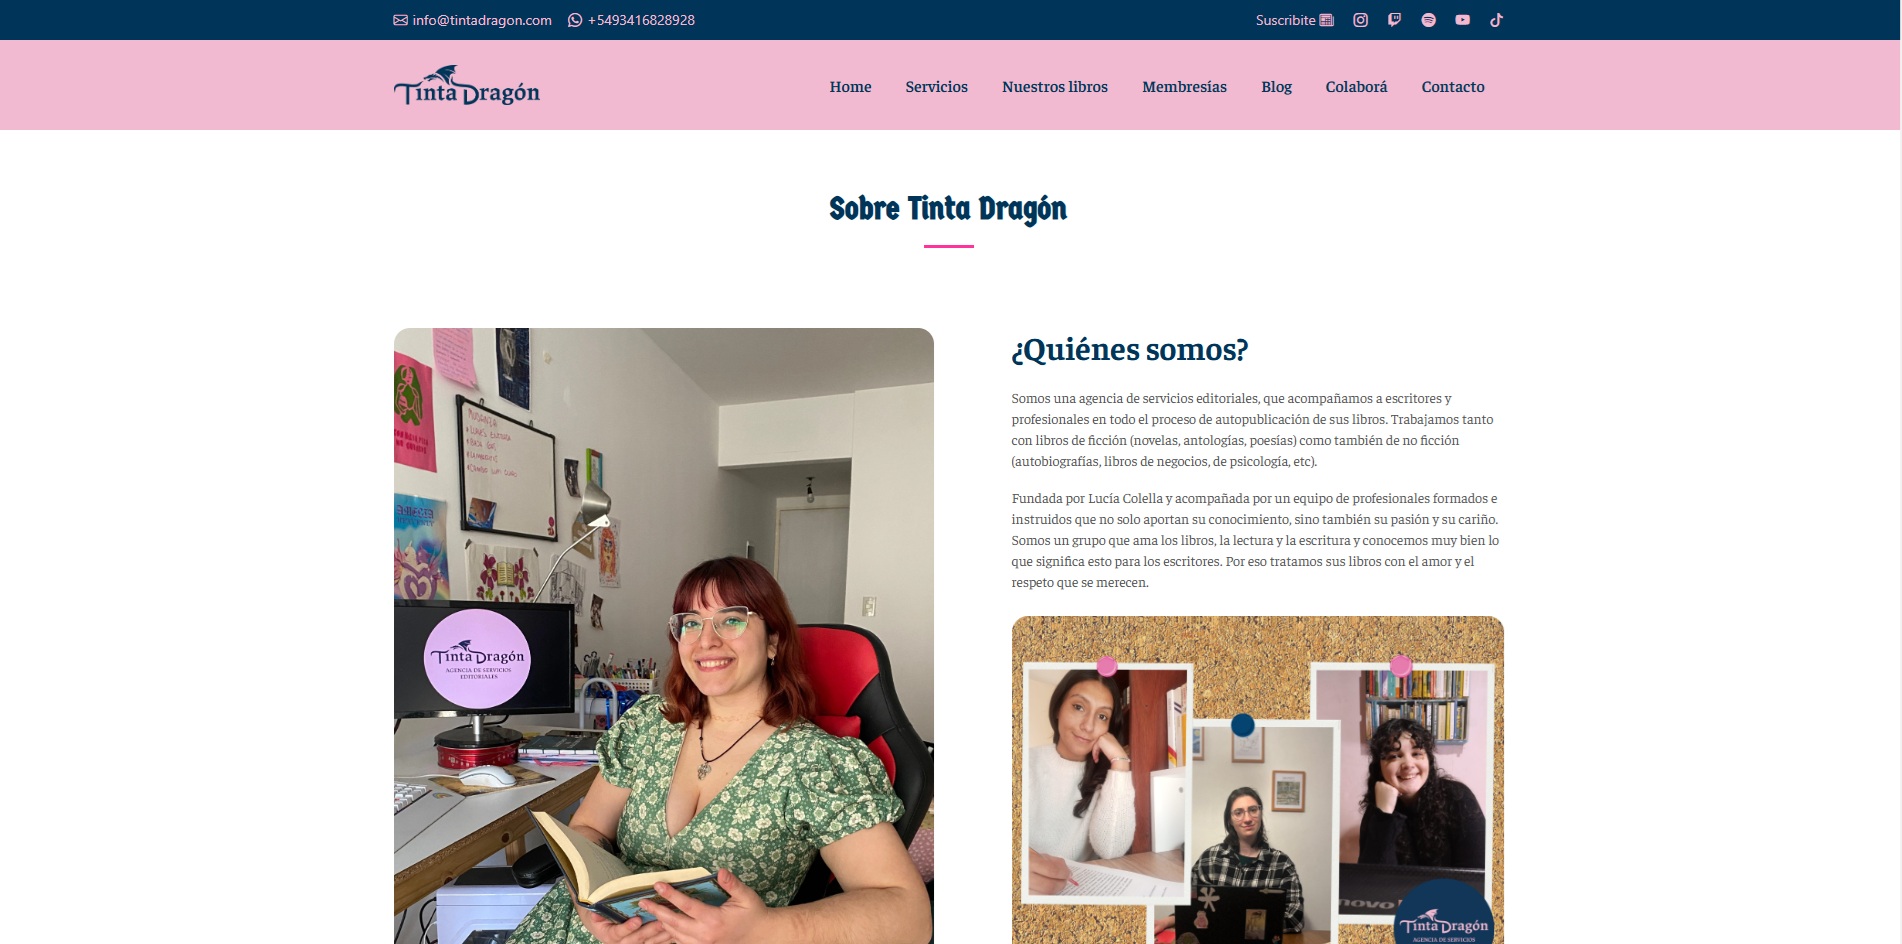 info@tintadragon.com +5493416828928 Suscribite
Tinta Dragón
Home Servicios Nuestros libros Membresías Blog Colaborá Contacto
Sobre Tinta Dragón
¿Quiénes somos?
Somos una agencia de servicios editoriales, que acompañamos a escritores y
profesionales en todo el proceso de autopublicación de sus libros. Trabajamos tanto
con libros de ficción (novelas, antologías, poesías) como también de no ficción
(autobiografías, libros de negocios, de psicología, etc).
Fundada por Lucía Colella y acompañada por un equipo de profesionales formados e
instruidos que no solo aportan su conocimiento, sino también su pasión y su cariño.
Somos un grupo que ama los libros, la lectura y la escritura y conocemos muy bien lo
que significa esto para los escritores. Por eso tratamos sus libros con el amor y el
respeto que se merecen.
Tinta Dragón
AGENCIA DE SERVICIOS
EDITORIALES
Tinta Dragón
AGENCIA DE SERVICIOS